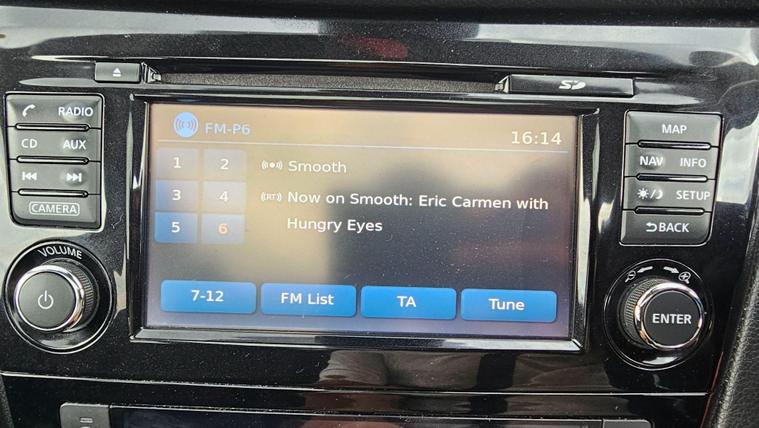 SD
RADIO
CD
AUX
CAMERA
VOLUME
FM-P6
16:14
1
2
3
4
5
6
Smooth
RT
Now on Smooth: Eric Carmen with
Hungry Eyes
7-12
FM List
TA
Tune
MAP
NAV
INFO
SETUP
BACK
ENTER